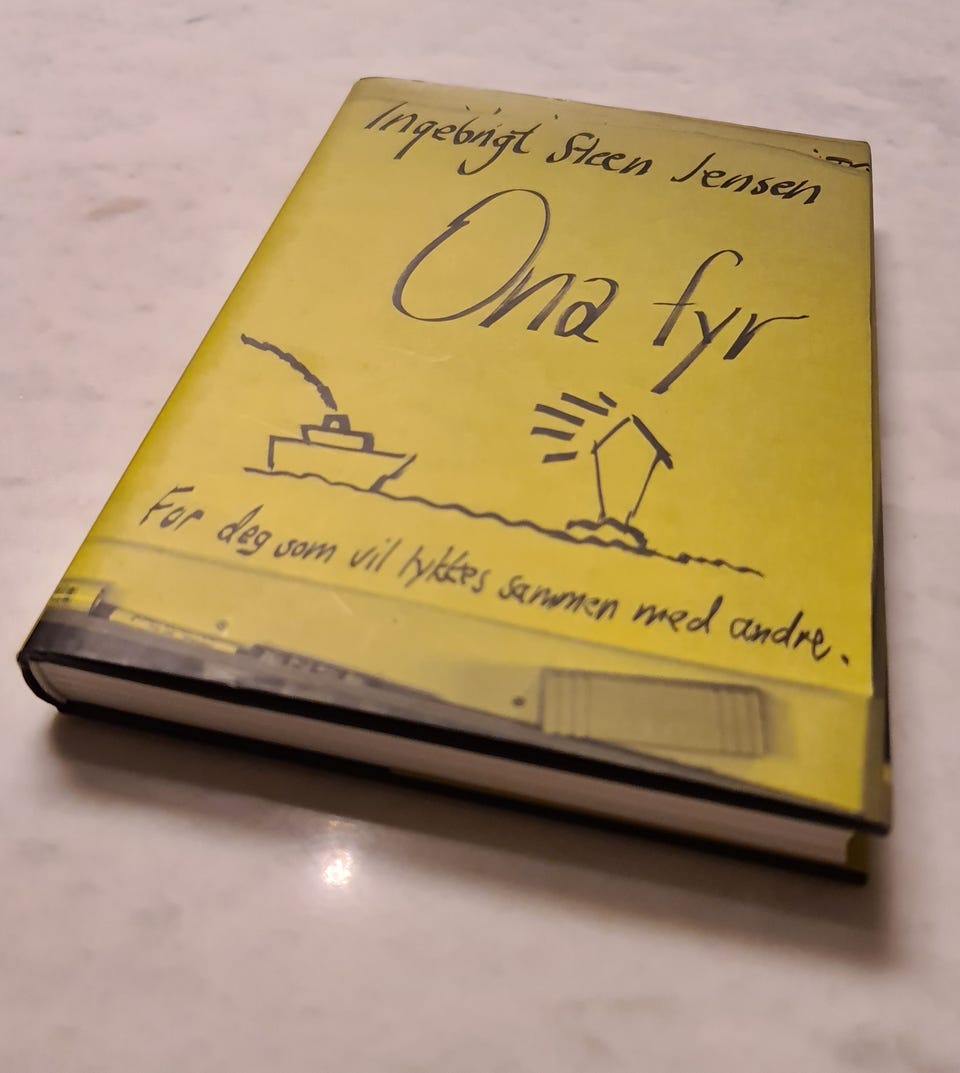 Ingebrigt Steen Jensen
Ona fyr
For deg som vil lykkes sammen med andre.